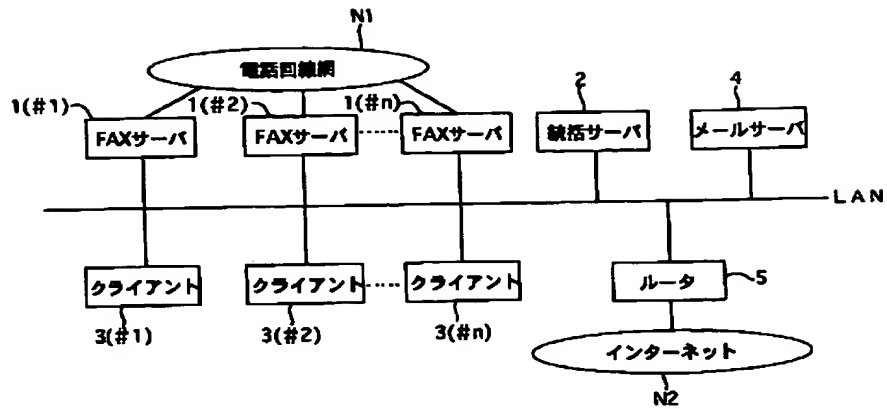 N1
電話回線網
1(#1)
1(#2)
1(#n)
2
4
FAXサーバ
FAXサーバ
FAXサーバ
統括サーバ
メールサーバ
LAN
クライアント
クライアント
クライアント
ルータ
5
3(#1)
3(#2)
3(#n)
インターネット
N2